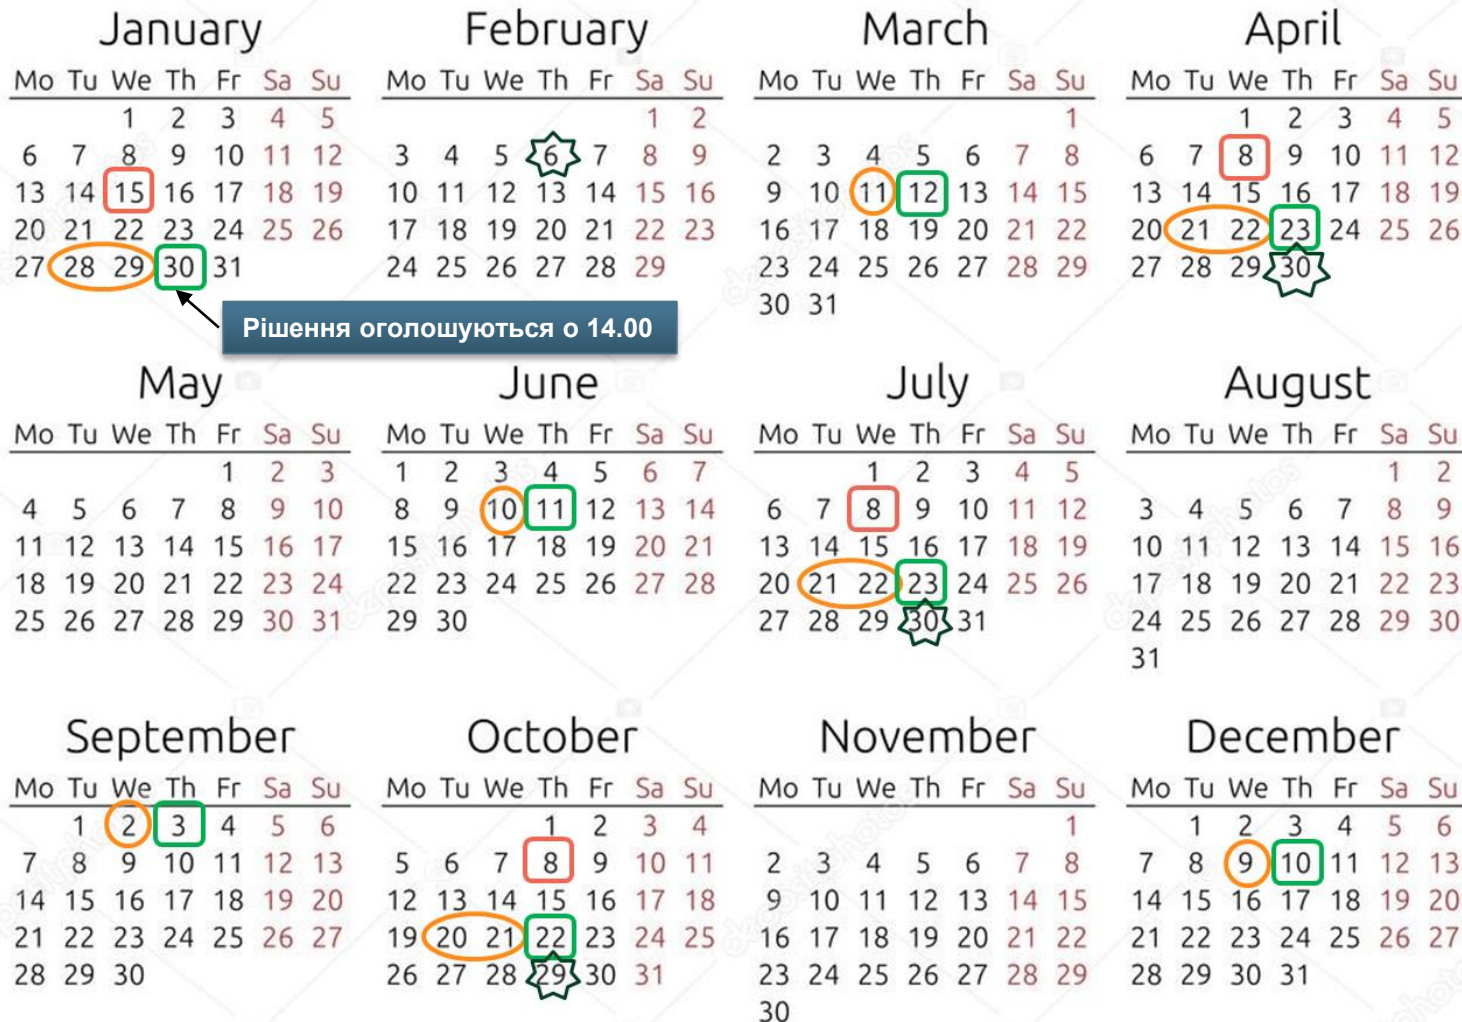 January February March April
Mo Tu We Th Fr Sa Su Mo Tu We Th Fr Sa Su Mo Tu We Th Fr Sa Su Mo Tu We Th Fr Sa Su
1 2 3 4 5 1 2 1 1 2 3 4 5
6 7 8 9 10 11 12 3 4 5 6 7 8 9 2 3 4 5 6 7 8 6 7 8 9 10 11 12
13 14 15 16 17 18 19 10 11 12 13 14 15 16 9 10 11 12 13 14 15 13 14 15 16 17 18 19
20 21 22 23 24 25 26 17 18 19 20 21 22 23 16 17 18 19 20 21 22 20 21 22 23 24 25 26
27 28 29 30 31 24 25 26 27 28 29 23 24 25 26 27 28 29 27 28 29 30
30 31
Рішення оголошуються о 14.00
May June July August
Mo Tu We Th Fr Sa Su Mo Tu We Th Fr Sa Su Mo Tu We Th Fr Sa Su Mo Tu We Th Fr Sa Su
1 2 3 1 2 3 4 5 6 7 1 2 3 4 5 1 2
4 5 6 7 8 9 10 8 9 10 11 12 13 14 6 7 8 9 10 11 12 3 4 5 6 7 8 9
11 12 13 14 15 16 17 15 16 17 18 19 20 21 13 14 15 16 17 18 19 10 11 12 13 14 15 16
18 19 20 21 22 23 24 22 23 24 25 26 27 28 20 21 22 23 24 25 26 17 18 19 20 21 22 23
25 26 27 28 29 30 31 29 30 27 28 29 30 31 24 25 26 27 28 29 30
31
September October November December
Mo Tu We Th Fr Sa Su Mo Tu We Th Fr Sa Su Mo Tu We Th Fr Sa Su Mo Tu We Th Fr Sa Su
1 2 3 4 5 6 1 2 3 4 1 1 2 3 4 5 6
7 8 9 10 11 12 13 5 6 7 8 9 10 11 2 3 4 5 6 7 8 7 8 9 10 11 12 13
14 15 16 17 18 19 20 12 13 14 15 16 17 18 9 10 11 12 13 14 15 14 15 16 17 18 19 20
21 22 23 24 25 26 27 19 20 21 22 23 24 25 16 17 18 19 20 21 22 21 22 23 24 25 26 27
28 29 30 26 27 28 29 30 31 23 24 25 26 27 28 29 28 29 30 31
30